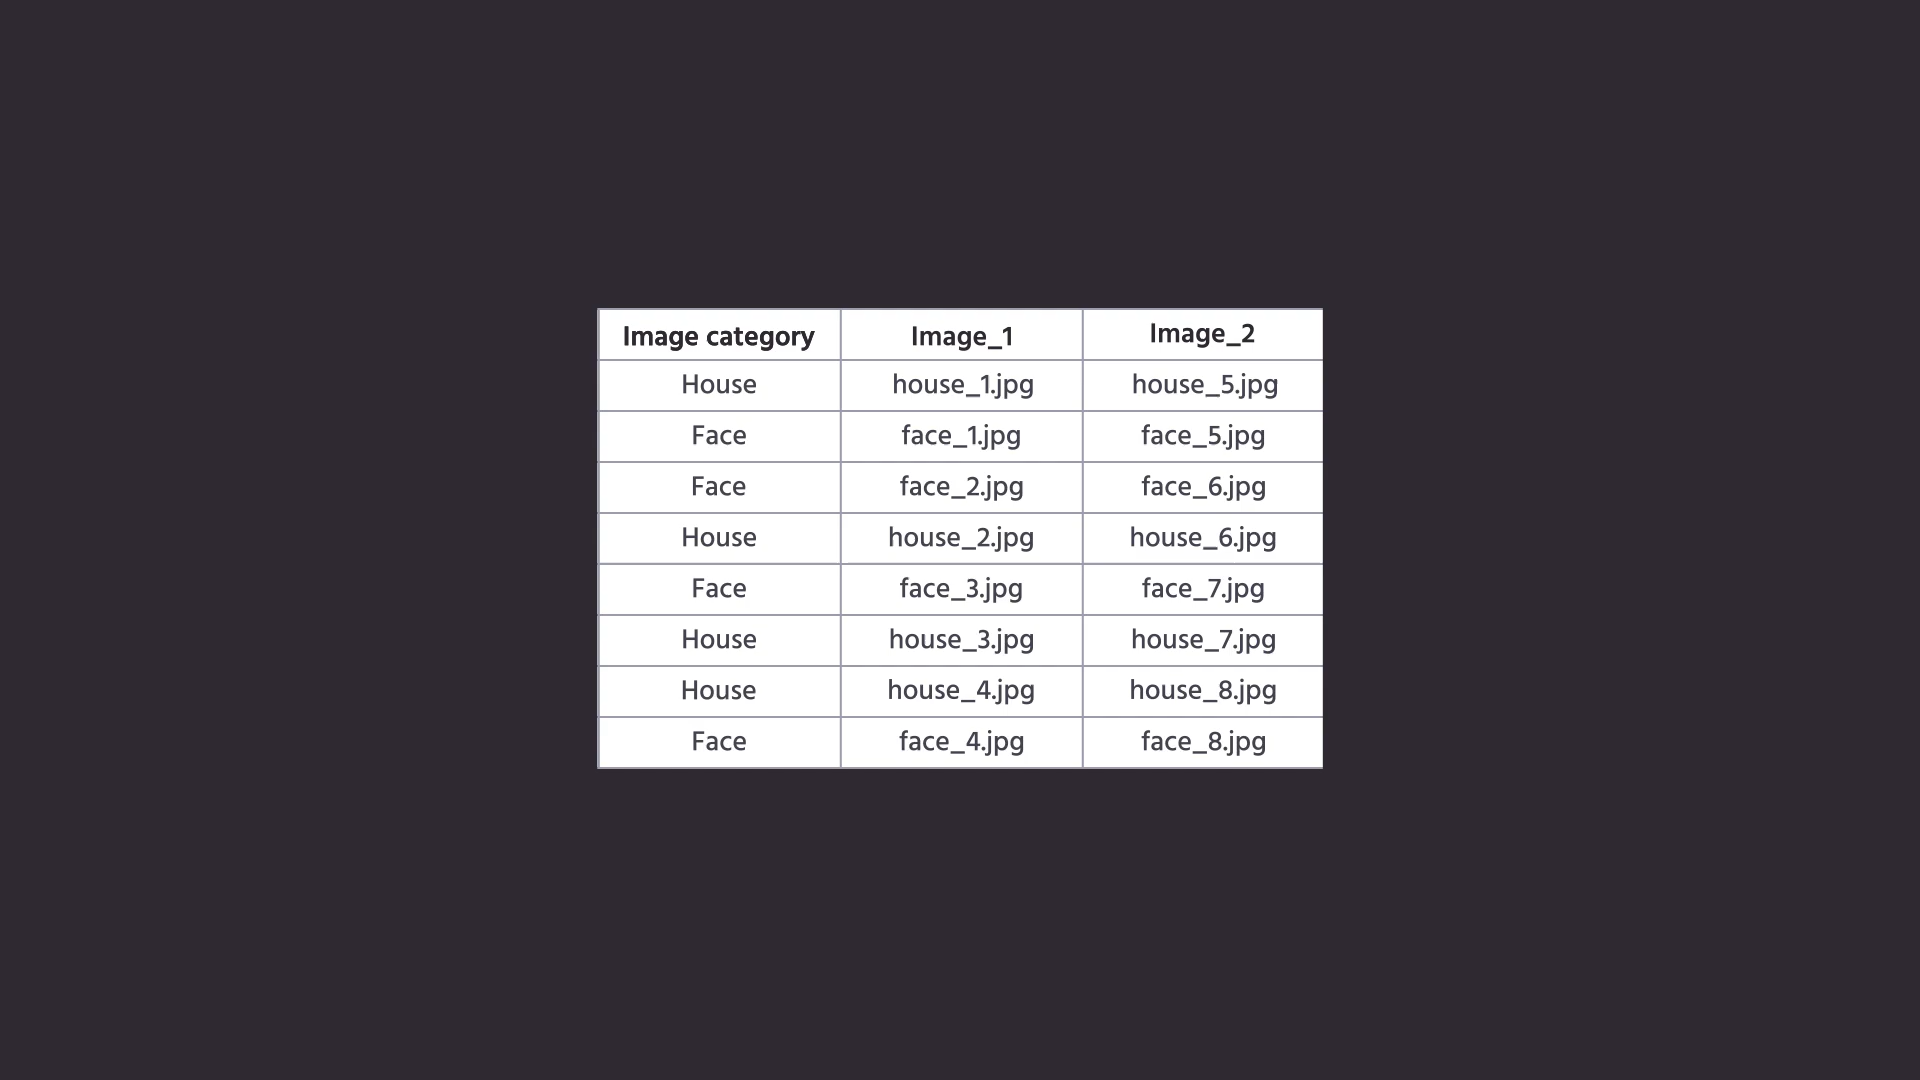 Image category Image_1 Image_2
House house_1.jpg house_5.jpg
Face face_1.jpg face_5.jpg
Face face_2.jpg face_6.jpg
House house_2.jpg house_6.jpg
Face face_3.jpg face_7.jpg
House house_3.jpg house_7.jpg
House house_4.jpg house_8.jpg
Face face_4.jpg face_8.jpg